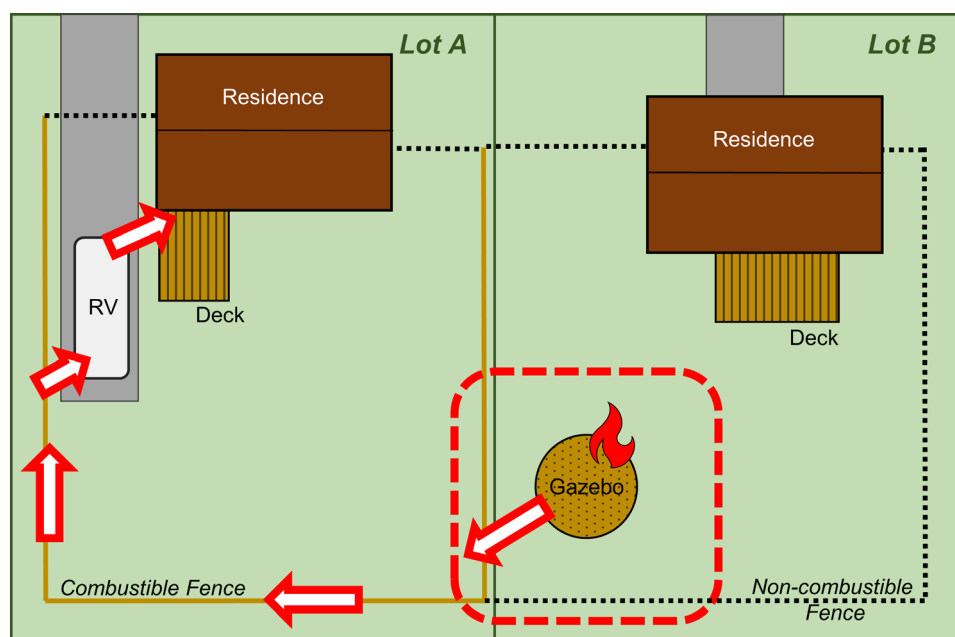 Lot A
Lot B
Residence
Residence
RV
Deck
Deck
Gazebo
Combustible Fence
Non-combustible
Fence